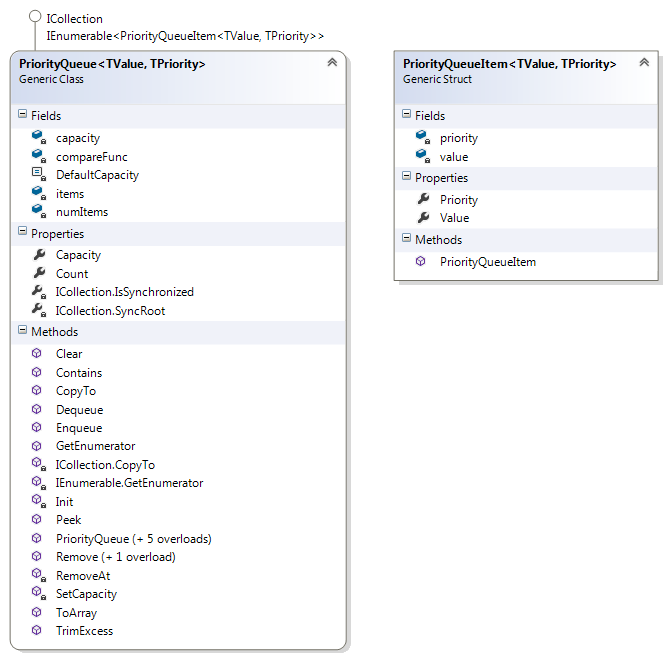 ICollection
IEnumerable<PriorityQueueItem<TValue, TPriority>>
PriorityQueue<TValue, TPriority>
Generic Class
Fields
capacity
compareFunc
DefaultCapacity
items
numItems
Properties
Capacity
Count
ICollection.IsSynchronized
ICollection.SyncRoot
Methods
Clear
Contains
CopyTo
Dequeue
Enqueue
GetEnumerator
ICollection.CopyTo
IEnumerable.GetEnumerator
Init
Peek
PriorityQueue (+ 5 overloads)
Remove (+ 1 overload)
RemoveAt
SetCapacity
ToArray
TrimExcess
PriorityQueueItem<TValue, TPriority>
Generic Struct
Fields
priority
value
Properties
Priority
Value
Methods
PriorityQueueItem